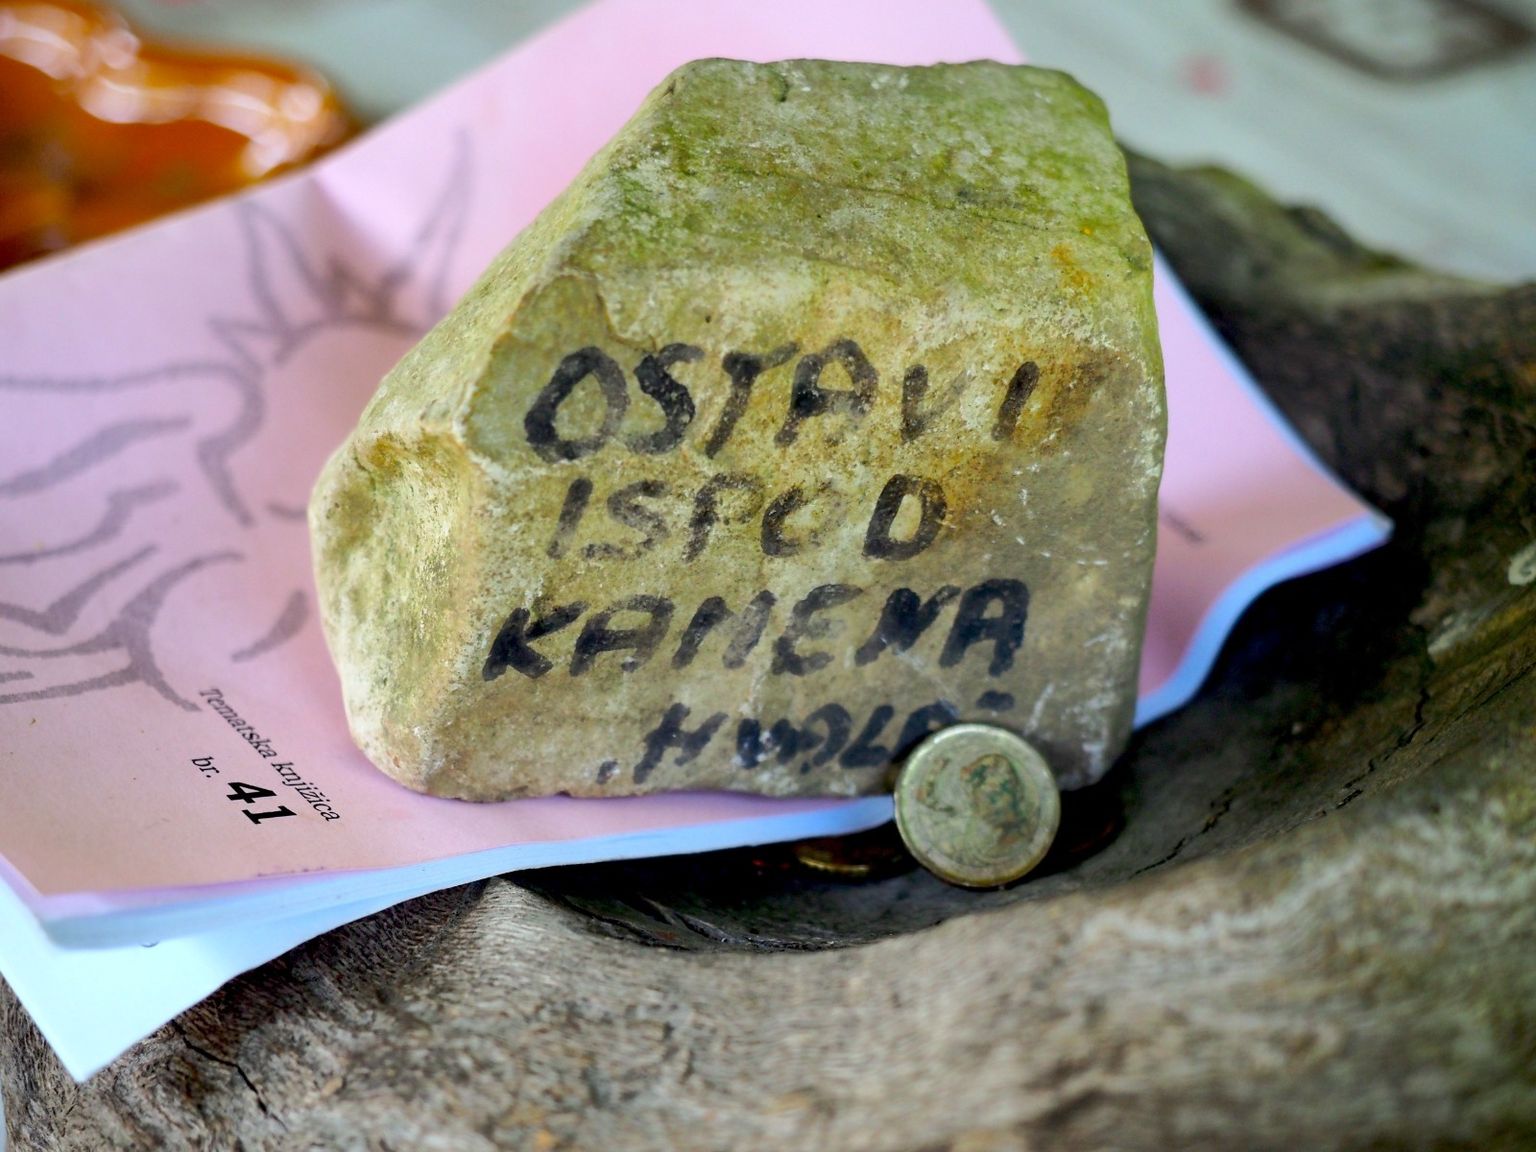 OSTAVI
ISPOD
KAMENA
HVALA
Tematska knjižica
br. 41